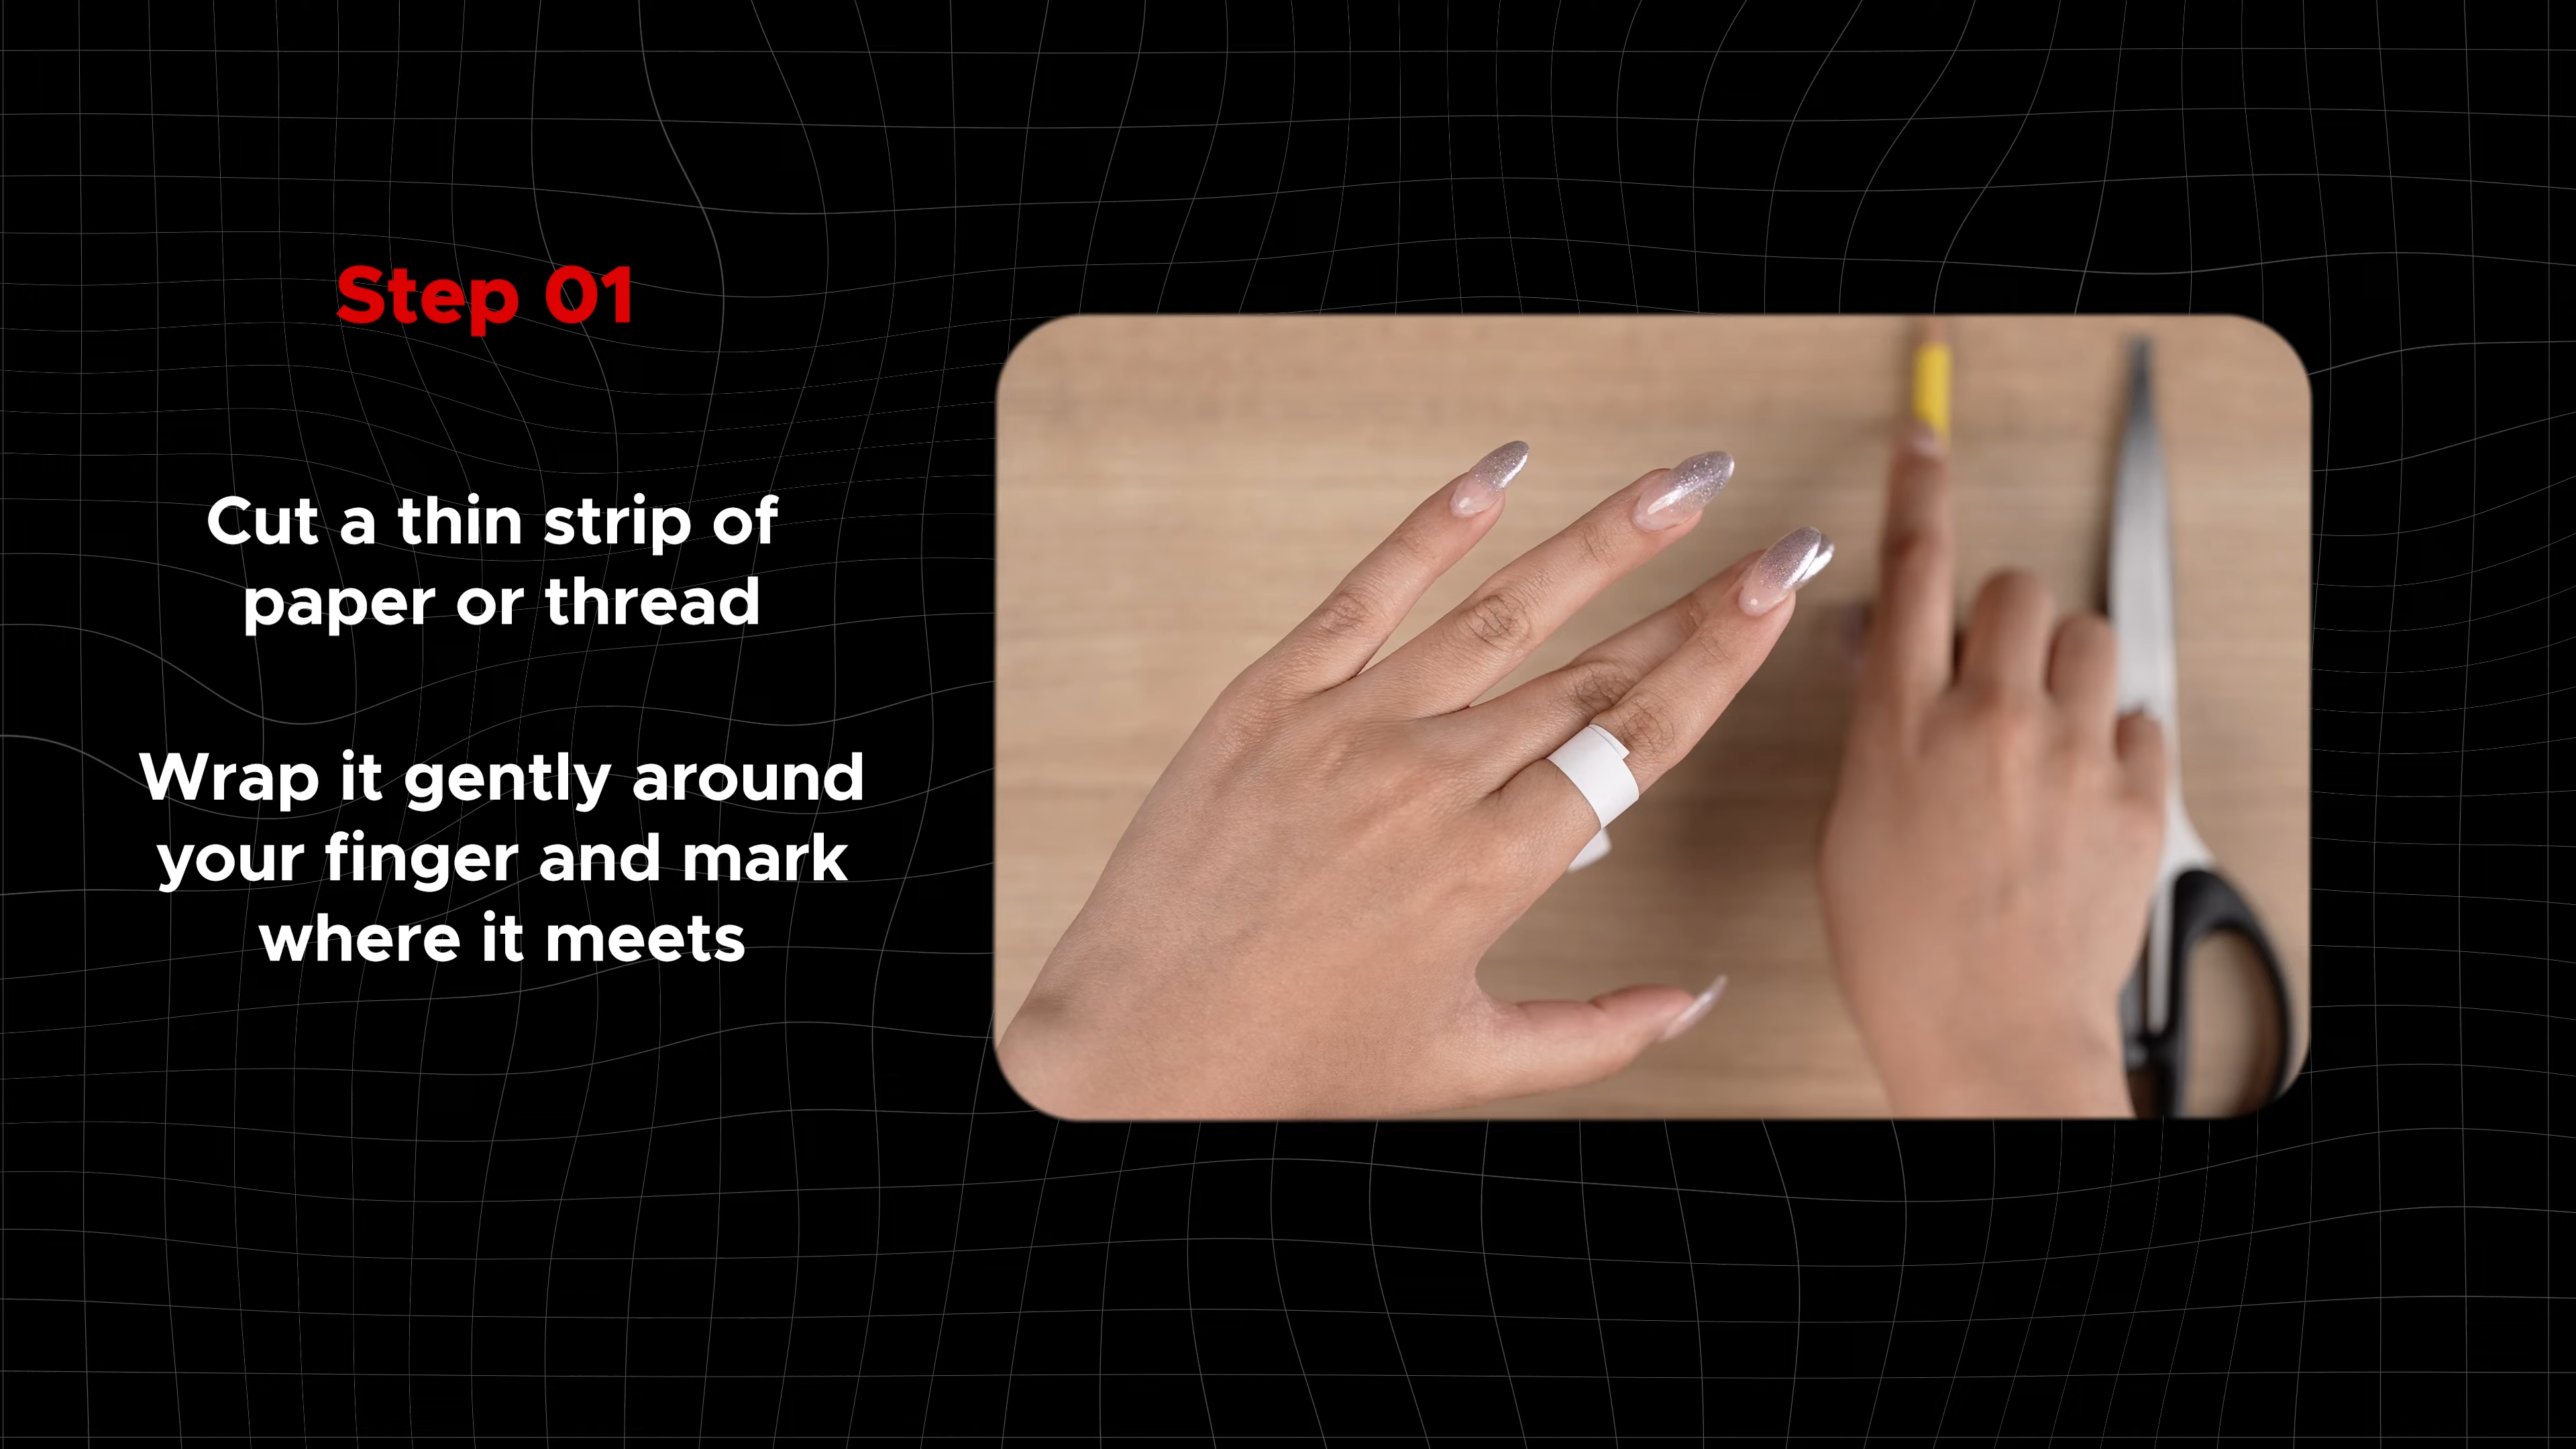 Step 01
Cut a thin strip of
paper or thread
Wrap it gently around
your finger and mark
where it meets